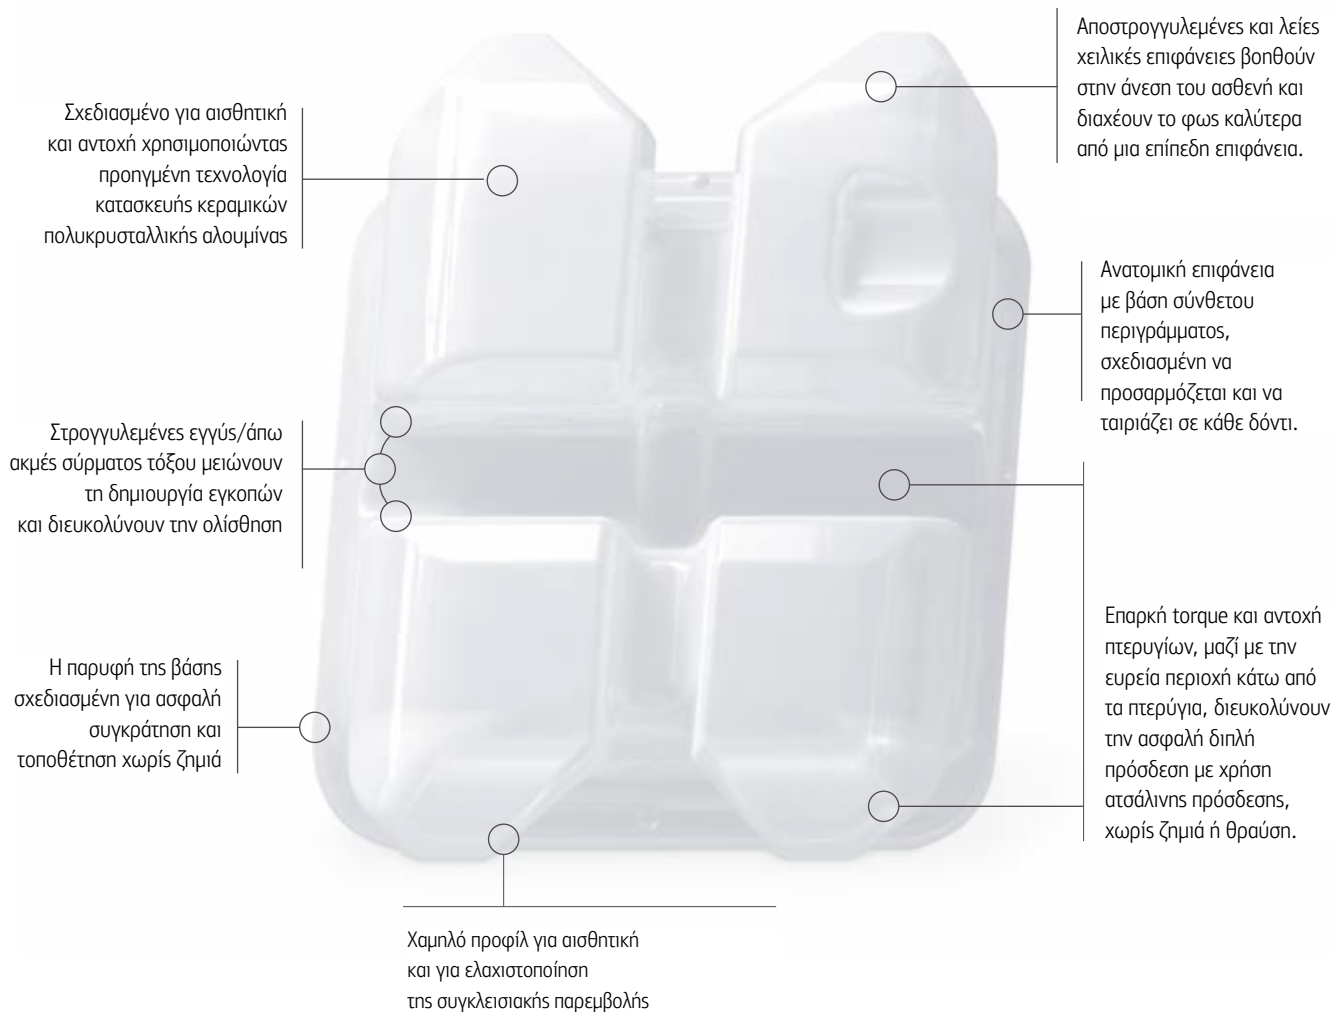 Σχεδιασμένο για αισθητική
και αντοχή χρησιμοποιώντας
προηγμένη τεχνολογία
κατασκευής κεραμικών
πολυκρυσταλλικής αλουμίνας
Στρογγυλεμένες εγγύς/άπω
ακμές σύρματος τόξου μειώνουν
τη δημιουργία εγκοπών
και διευκολύνουν την ολίσθηση
Η παρυφή της βάσης
σχεδιασμένη για ασφαλή
συγκράτηση και
τοποθέτηση χωρίς ζημιά
Χαμηλό προφίλ για αισθητική
και για ελαχιστοποίηση
της συγκλεισιακής παρεμβολής
Αποστρογγυλεμένες και λείες
χειλικές επιφάνειες βοηθούν
στην άνεση του ασθενή και
διαχέουν το φως καλύτερα
από μια επίπεδη επιφάνεια.
Ανατομική επιφάνεια
με βάση σύνθετου
περιγράμματος,
σχεδιασμένη να
προσαρμόζεται και να
ταιριάζει σε κάθε δόντι.
Επαρκή torque και αντοχή
πτερυγίων, μαζί με την
ευρεία περιοχή κάτω από
τα πτερύγια, διευκολύνουν
την ασφαλή διπλή
πρόσδεση με χρήση
ατσάλινης πρόσδεσης,
χωρίς ζημιά ή θραύση.